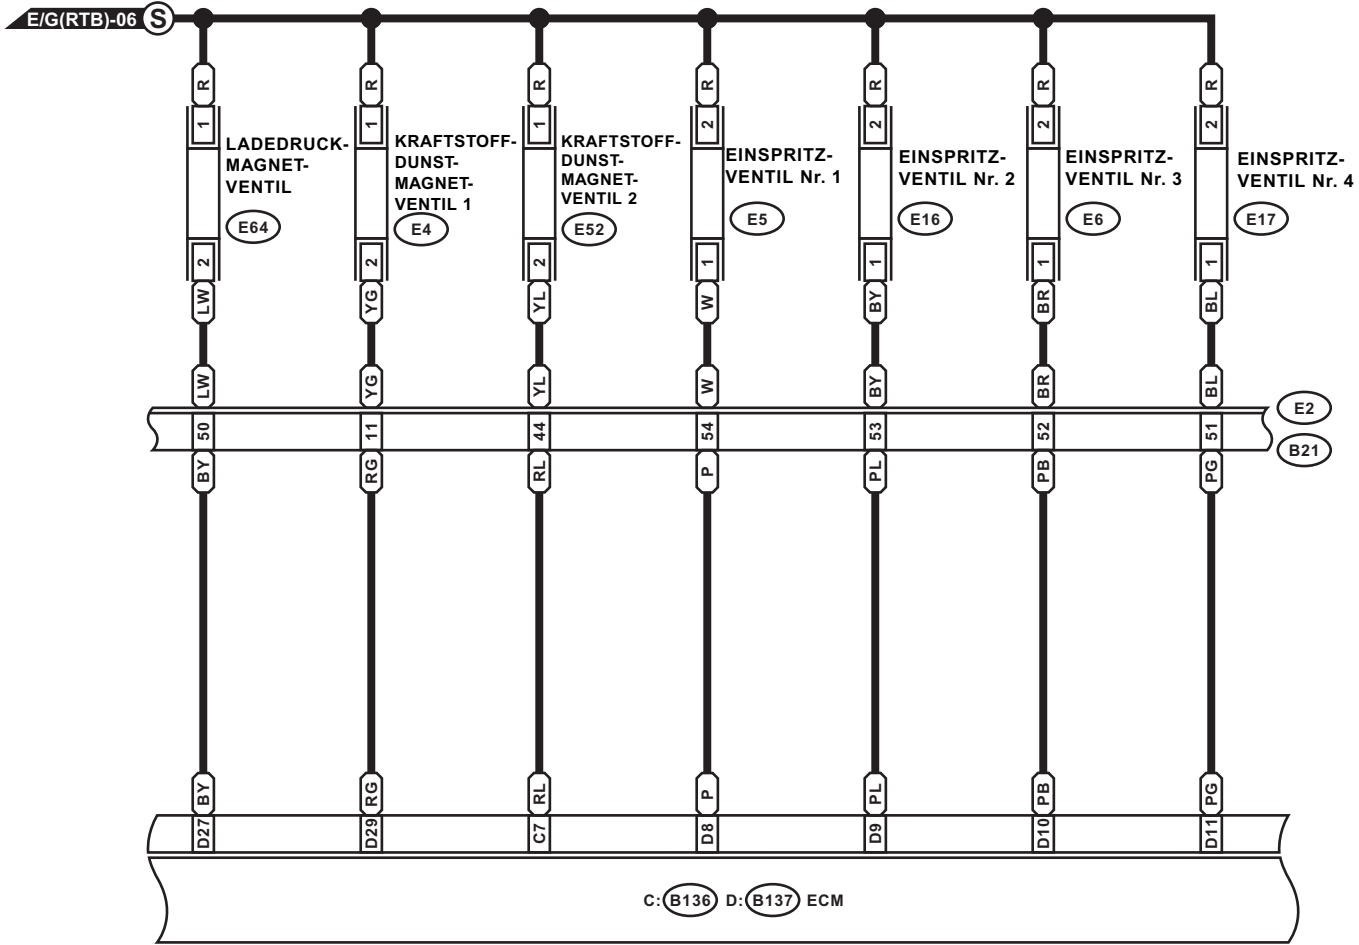 E/G(RTB)-06 S
R R R R R R R
1 1 1 2 2 2 2
LADEDRUCK-
MAGNET-
VENTIL
E64
KRAFTSTOFF-
DUNST-
MAGNET-
VENTIL 1
E4
KRAFTSTOFF-
DUNST-
MAGNET-
VENTIL 2
E52
EINSPRITZ-
VENTIL Nr. 1
E5
EINSPRITZ-
VENTIL Nr. 2
E16
EINSPRITZ-
VENTIL Nr. 3
E6
EINSPRITZ-
VENTIL Nr. 4
E17
2 2 2 1 1 1 1
LW YG YL W BY BR BL
LW YG YL W BY BR BL
E2
50 11 44 54 53 52 51
B21
BY RG RL P PL PB PG
BY RG RL P PL PB PG
D27 D29 C7 D8 D9 D10 D11
C: B136 D: B137 ECM